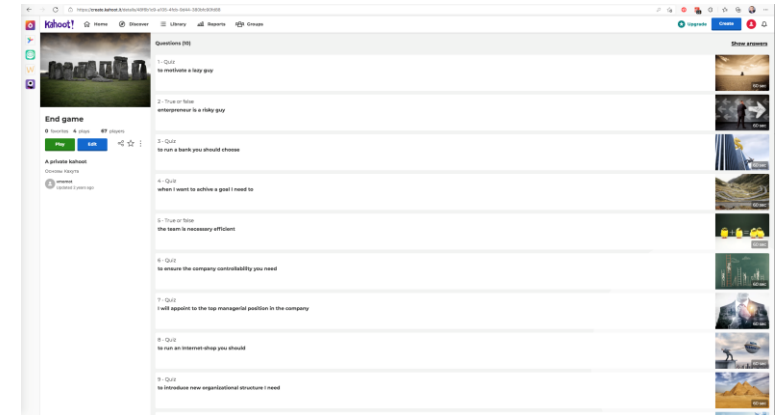 Kahoot!
Home
Discover
Library
Reports
Groups
Upgrade
Create
Questions (10)
Show answers
End game
0 favorites 4 plays 87 players
Play
Edit
A private kahoot
Updated 2 years ago
1 - Quiz
to motivate a lazy guy
60 sec
2 - True or false
enterpreneur is a risky guy
60 sec
3 - Quiz
to run a bank you should choose
60 sec
4 - Quiz
when I want to achive a goal I need to
60 sec
5 - True or false
the team is necessary efficient
60 sec
6 - Quiz
to ensure the company controllability you need
60 sec
7 - Quiz
I will appoint to the top managerial position in the company
60 sec
8 - Quiz
to run an internet-shop you should
60 sec
9 - Quiz
to introduce new organizational structure I need
60 sec